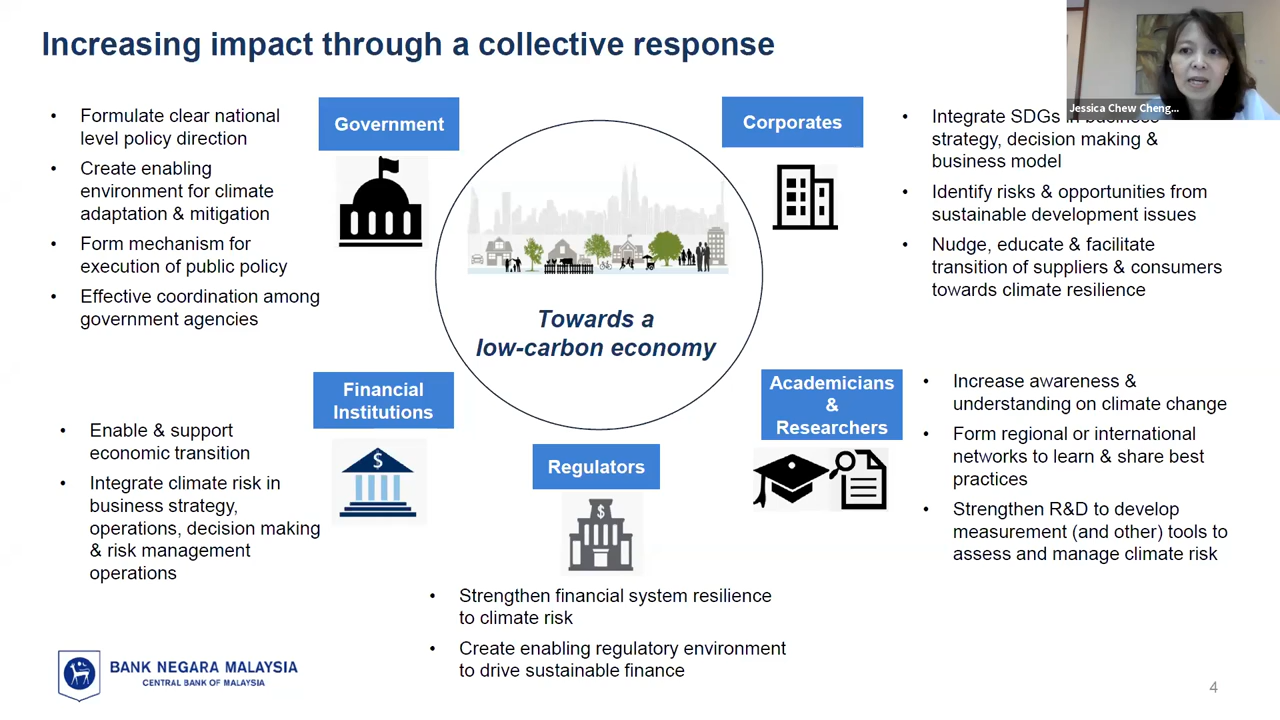 Increasing impact through a collective response
Jessica Chew Cheng...
Government
• Formulate clear national
level policy direction
• Create enabling
environment for climate
adaptation & mitigation
• Form mechanism for
execution of public policy
• Effective coordination among
government agencies
Corporates
• Integrate SDGs in business
strategy, decision making &
business model
• Identify risks & opportunities from
sustainable development issues
• Nudge, educate & facilitate
transition of suppliers & consumers
towards climate resilience
Towards a
low-carbon economy
Financial
Institutions
• Enable & support
economic transition
• Integrate climate risk in
business strategy,
operations, decision making
& risk management
operations
$
Regulators
$
• Strengthen financial system resilience
to climate risk
• Create enabling regulatory environment
to drive sustainable finance
Academicians
&
Researchers
• Increase awareness &
understanding on climate change
• Form regional or international
networks to learn & share best
practices
• Strengthen R&D to develop
measurement (and other) tools to
assess and manage climate risk
BANK NEGARA MALAYSIA
CENTRAL BANK OF MALAYSIA
4